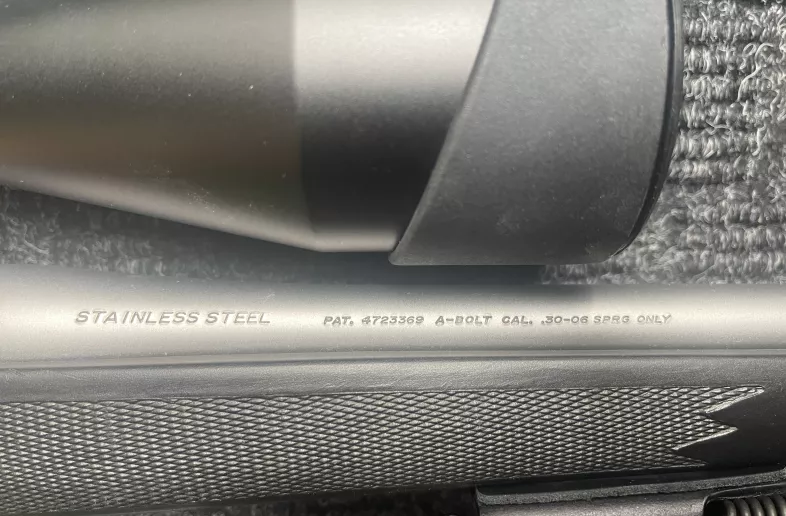 STAINLESS STEEL PAT. 4723369 A-BOLT CAL. .30-06 SPRG ONLY